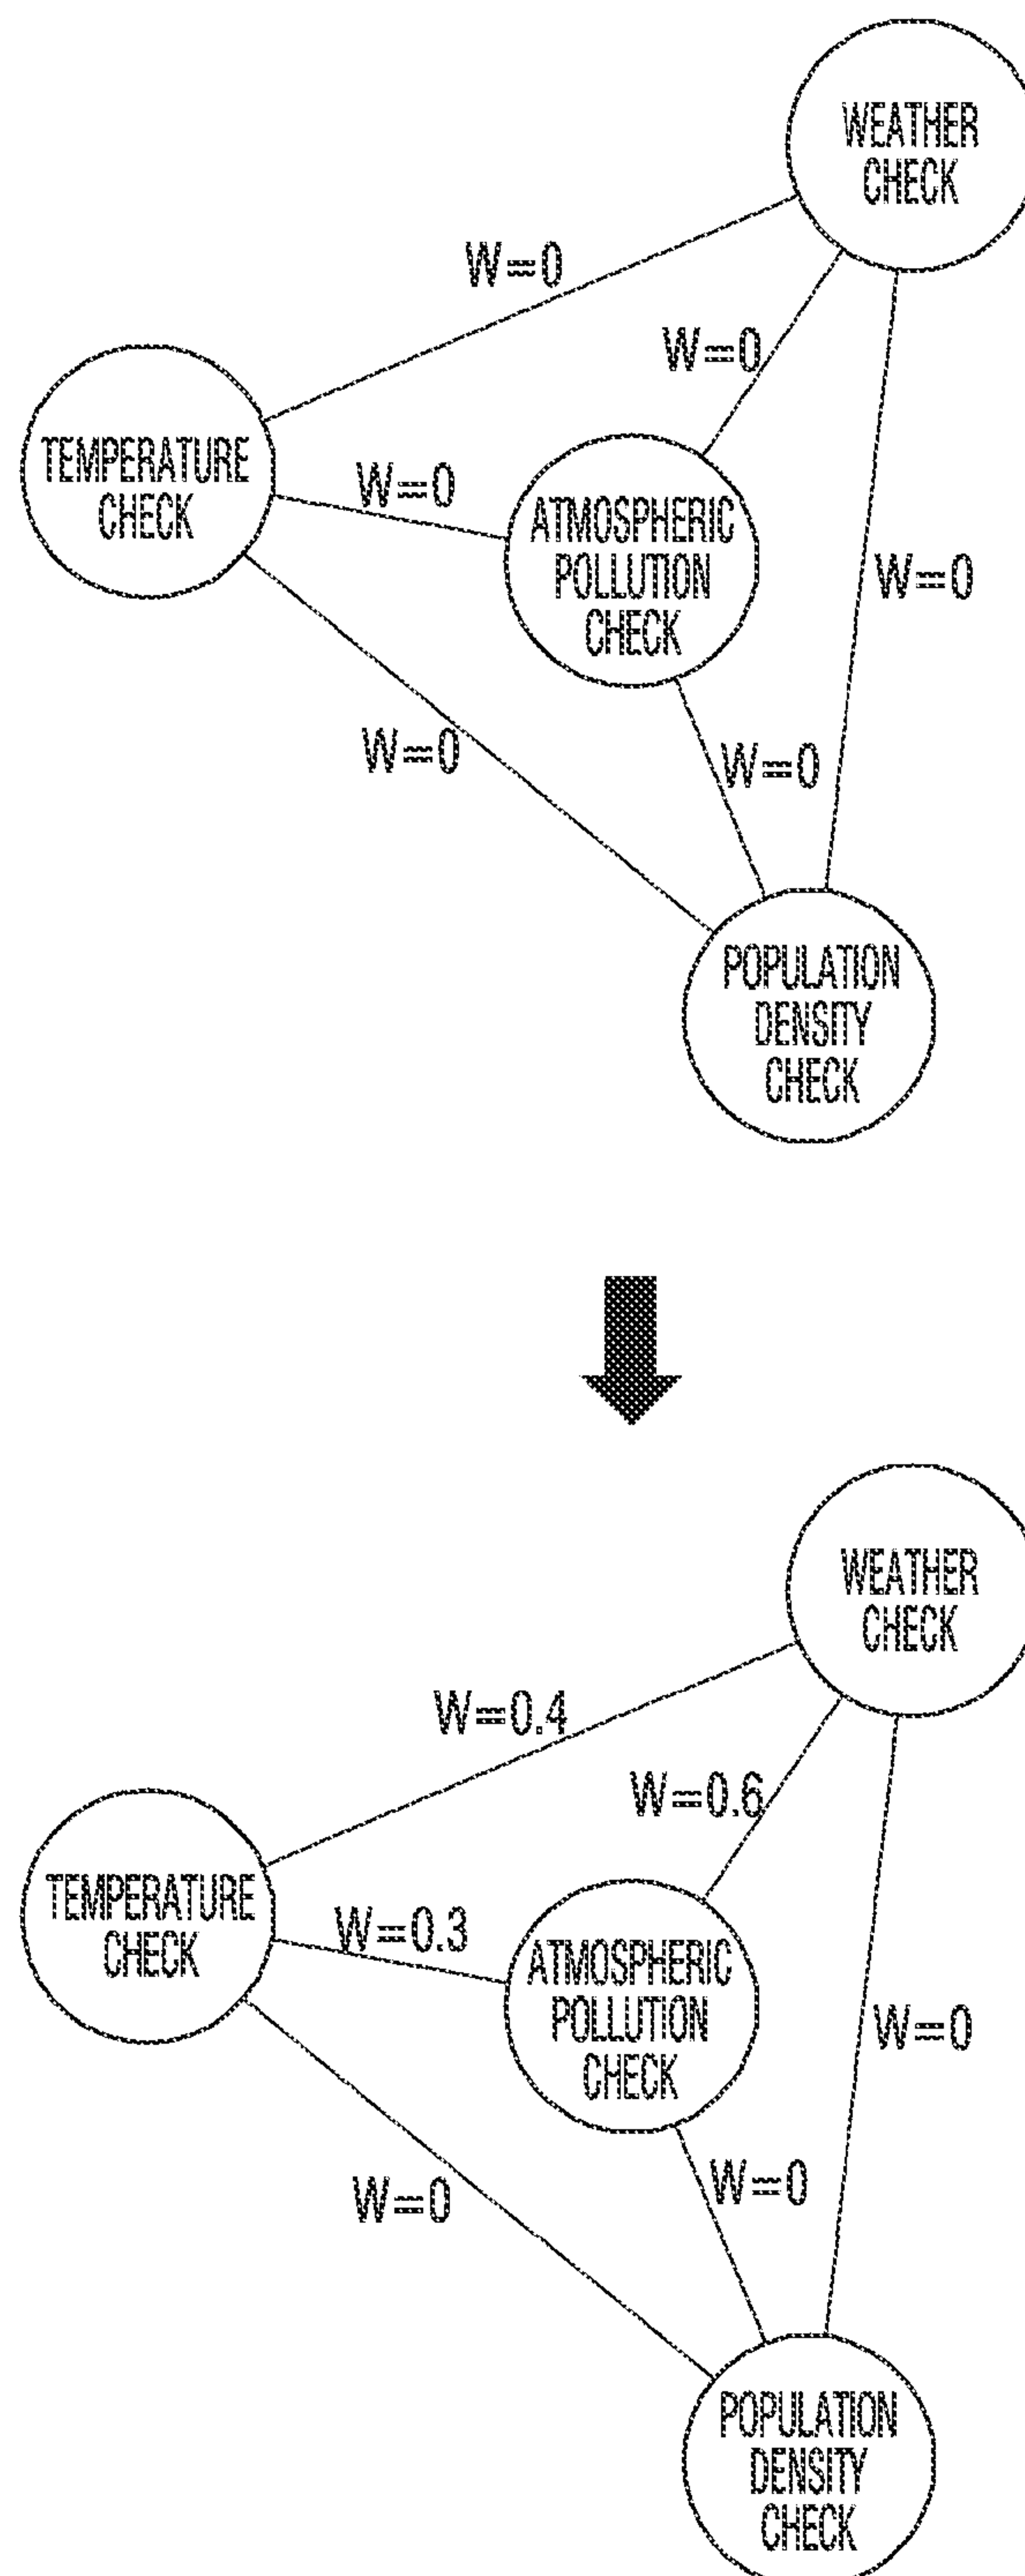 WEATHER
CHECK
W=0
W=0
TEMPERATURE
CHECK
W=0
ATMOSPHERIC
POLLUTION
CHECK
W=0
W=0
W=0
POPULATION
DENSITY
CHECK
WEATHER
CHECK
W=0.4
W=0.6
TEMPERATURE
CHECK
W=0.3
ATMOSPHERIC
POLLUTION
CHECK
W=0
W=0
W=0
POPULATION
DENSITY
CHECK